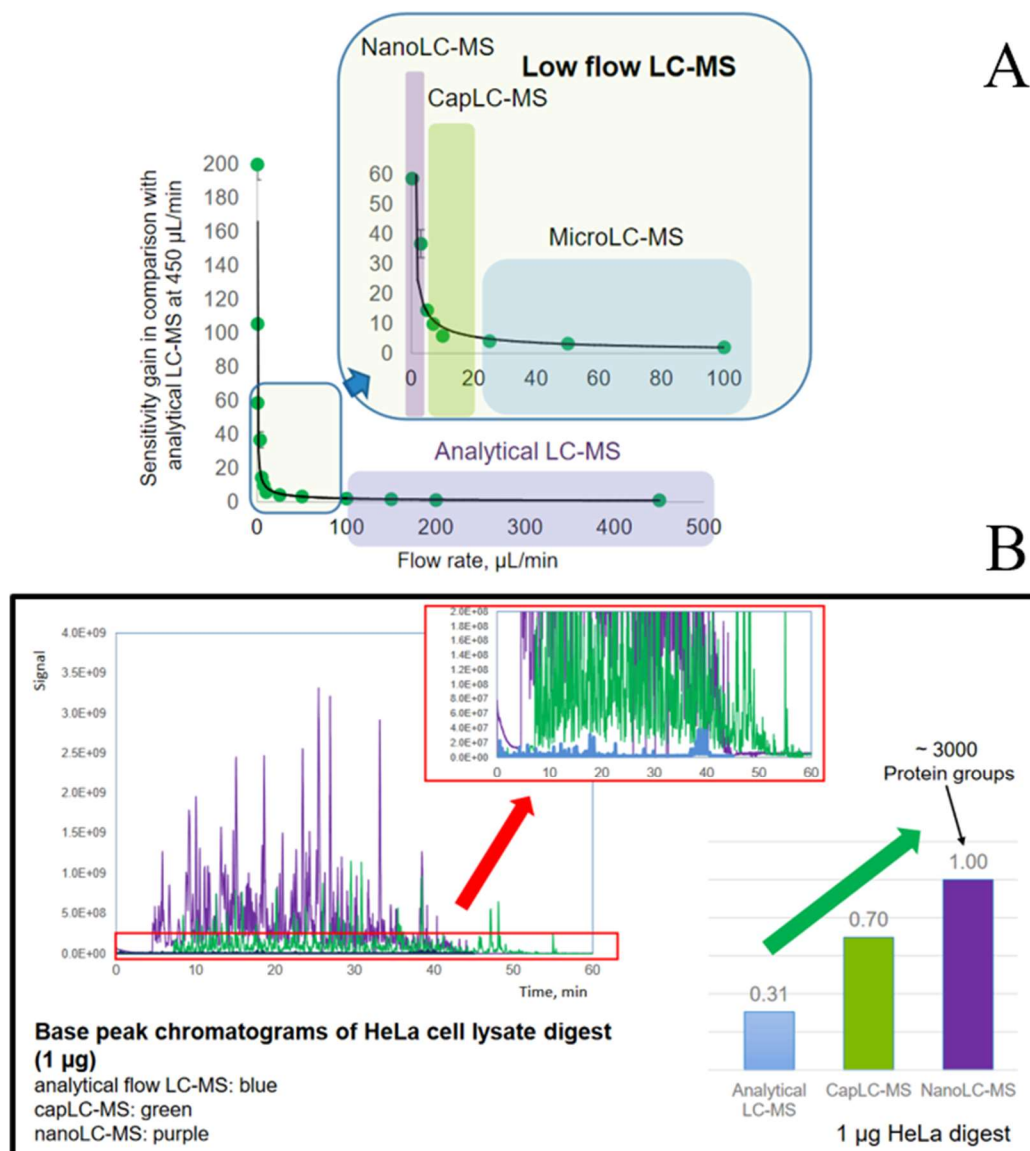 A
NanoLC-MS
Low flow LC-MS
CapLC-MS
MicroLC-MS
60
50
40
30
20
10
0
0
20
40
60
80
100
Sensitivity gain in comparison with
analytical LC-MS at 450 µL/min
200
180
160
140
120
100
80
60
40
20
0
Analytical LC-MS
0
100
200
300
400
500
Flow rate, µL/min
B
Signal
4.0E+09
3.5E+09
3.0E+09
2.5E+09
2.0E+09
1.5E+09
1.0E+09
5.0E+08
0.0E+00
0
10
20
30
40
50
60
Time, min
2.0E+08
1.8E+08
1.6E+08
1.4E+08
1.2E+08
1.0E+08
8.0E+07
6.0E+07
4.0E+07
2.0E+07
0.0E+00
0
10
20
30
40
50
60
Base peak chromatograms of HeLa cell lysate digest
(1 µg)
analytical flow LC-MS: blue
capLC-MS: green
nanoLC-MS: purple
~ 3000
Protein groups
1.00
0.70
0.31
Analytical
LC-MS
CapLC-MS
NanoLC-MS
1 µg HeLa digest